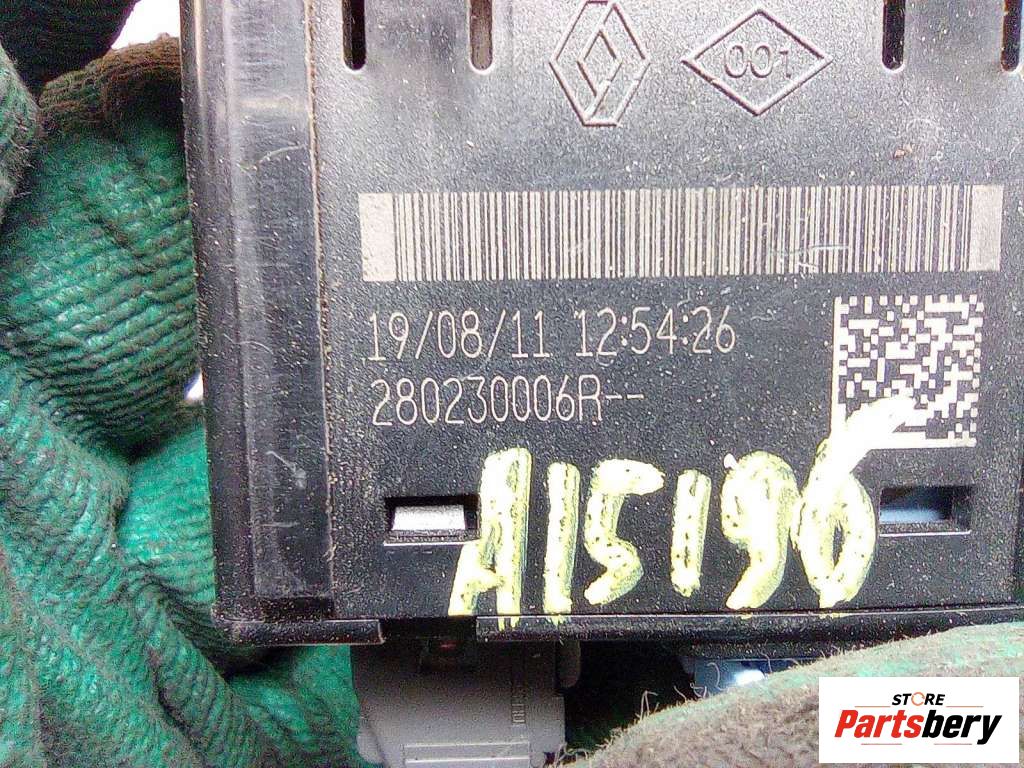 001
19/08/11 12:54:26
280230006R--
A15196
STORE
Partsbery